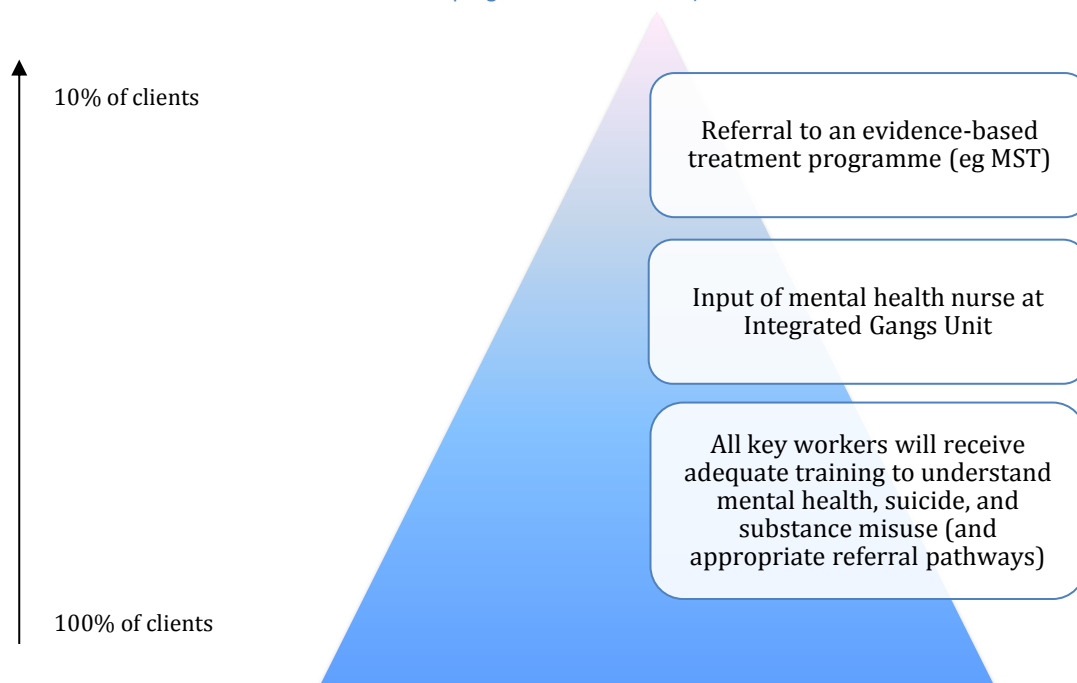 10% of clients
Referral to an evidence-based
treatment programme (eg MST)
Input of mental health nurse at
Integrated Gangs Unit
All key workers will receive
adequate training to understand
mental health, suicide, and
substance misuse (and
appropriate referral pathways)
100% of clients